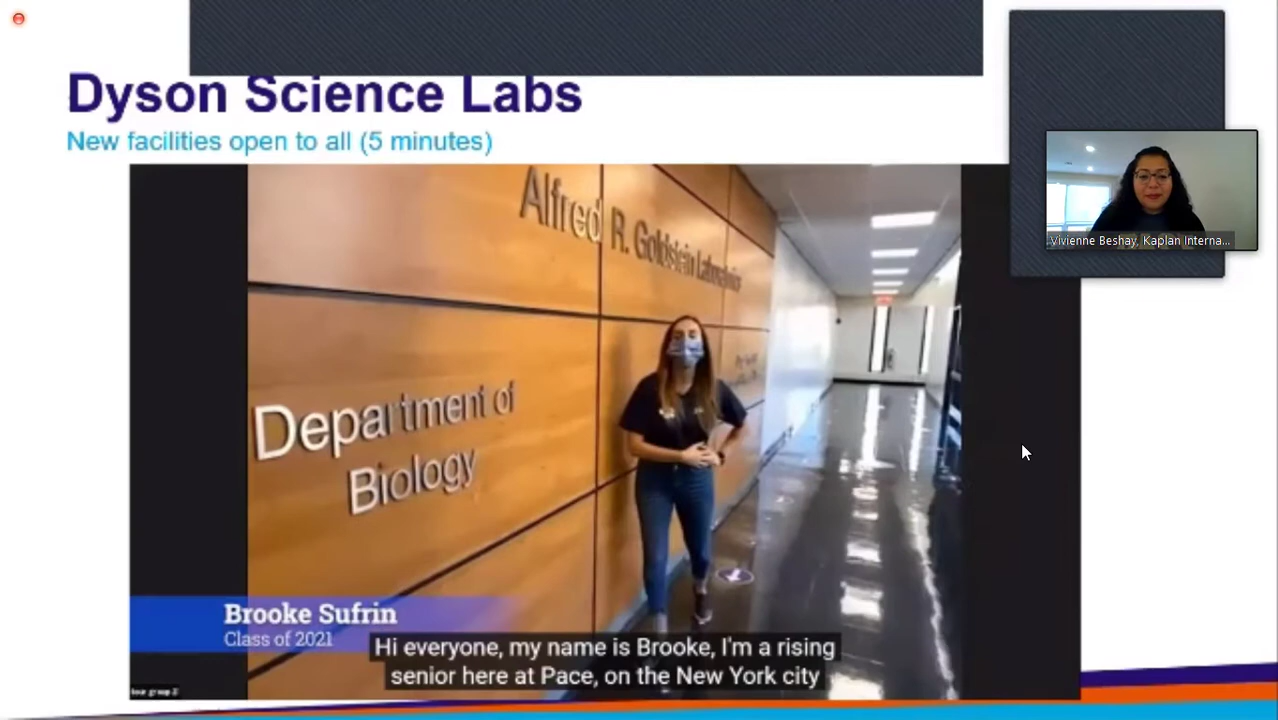 Dyson Science Labs
New facilities open to all (5 minutes)
Vivienne Beshay, Kaplan Interna...
Alfred R. Goldstein Laboratories
Department of
Biology
Brooke Sufrin
Class of 2021
Hi everyone, my name is Brooke, I'm a rising
senior here at Pace, on the New York city